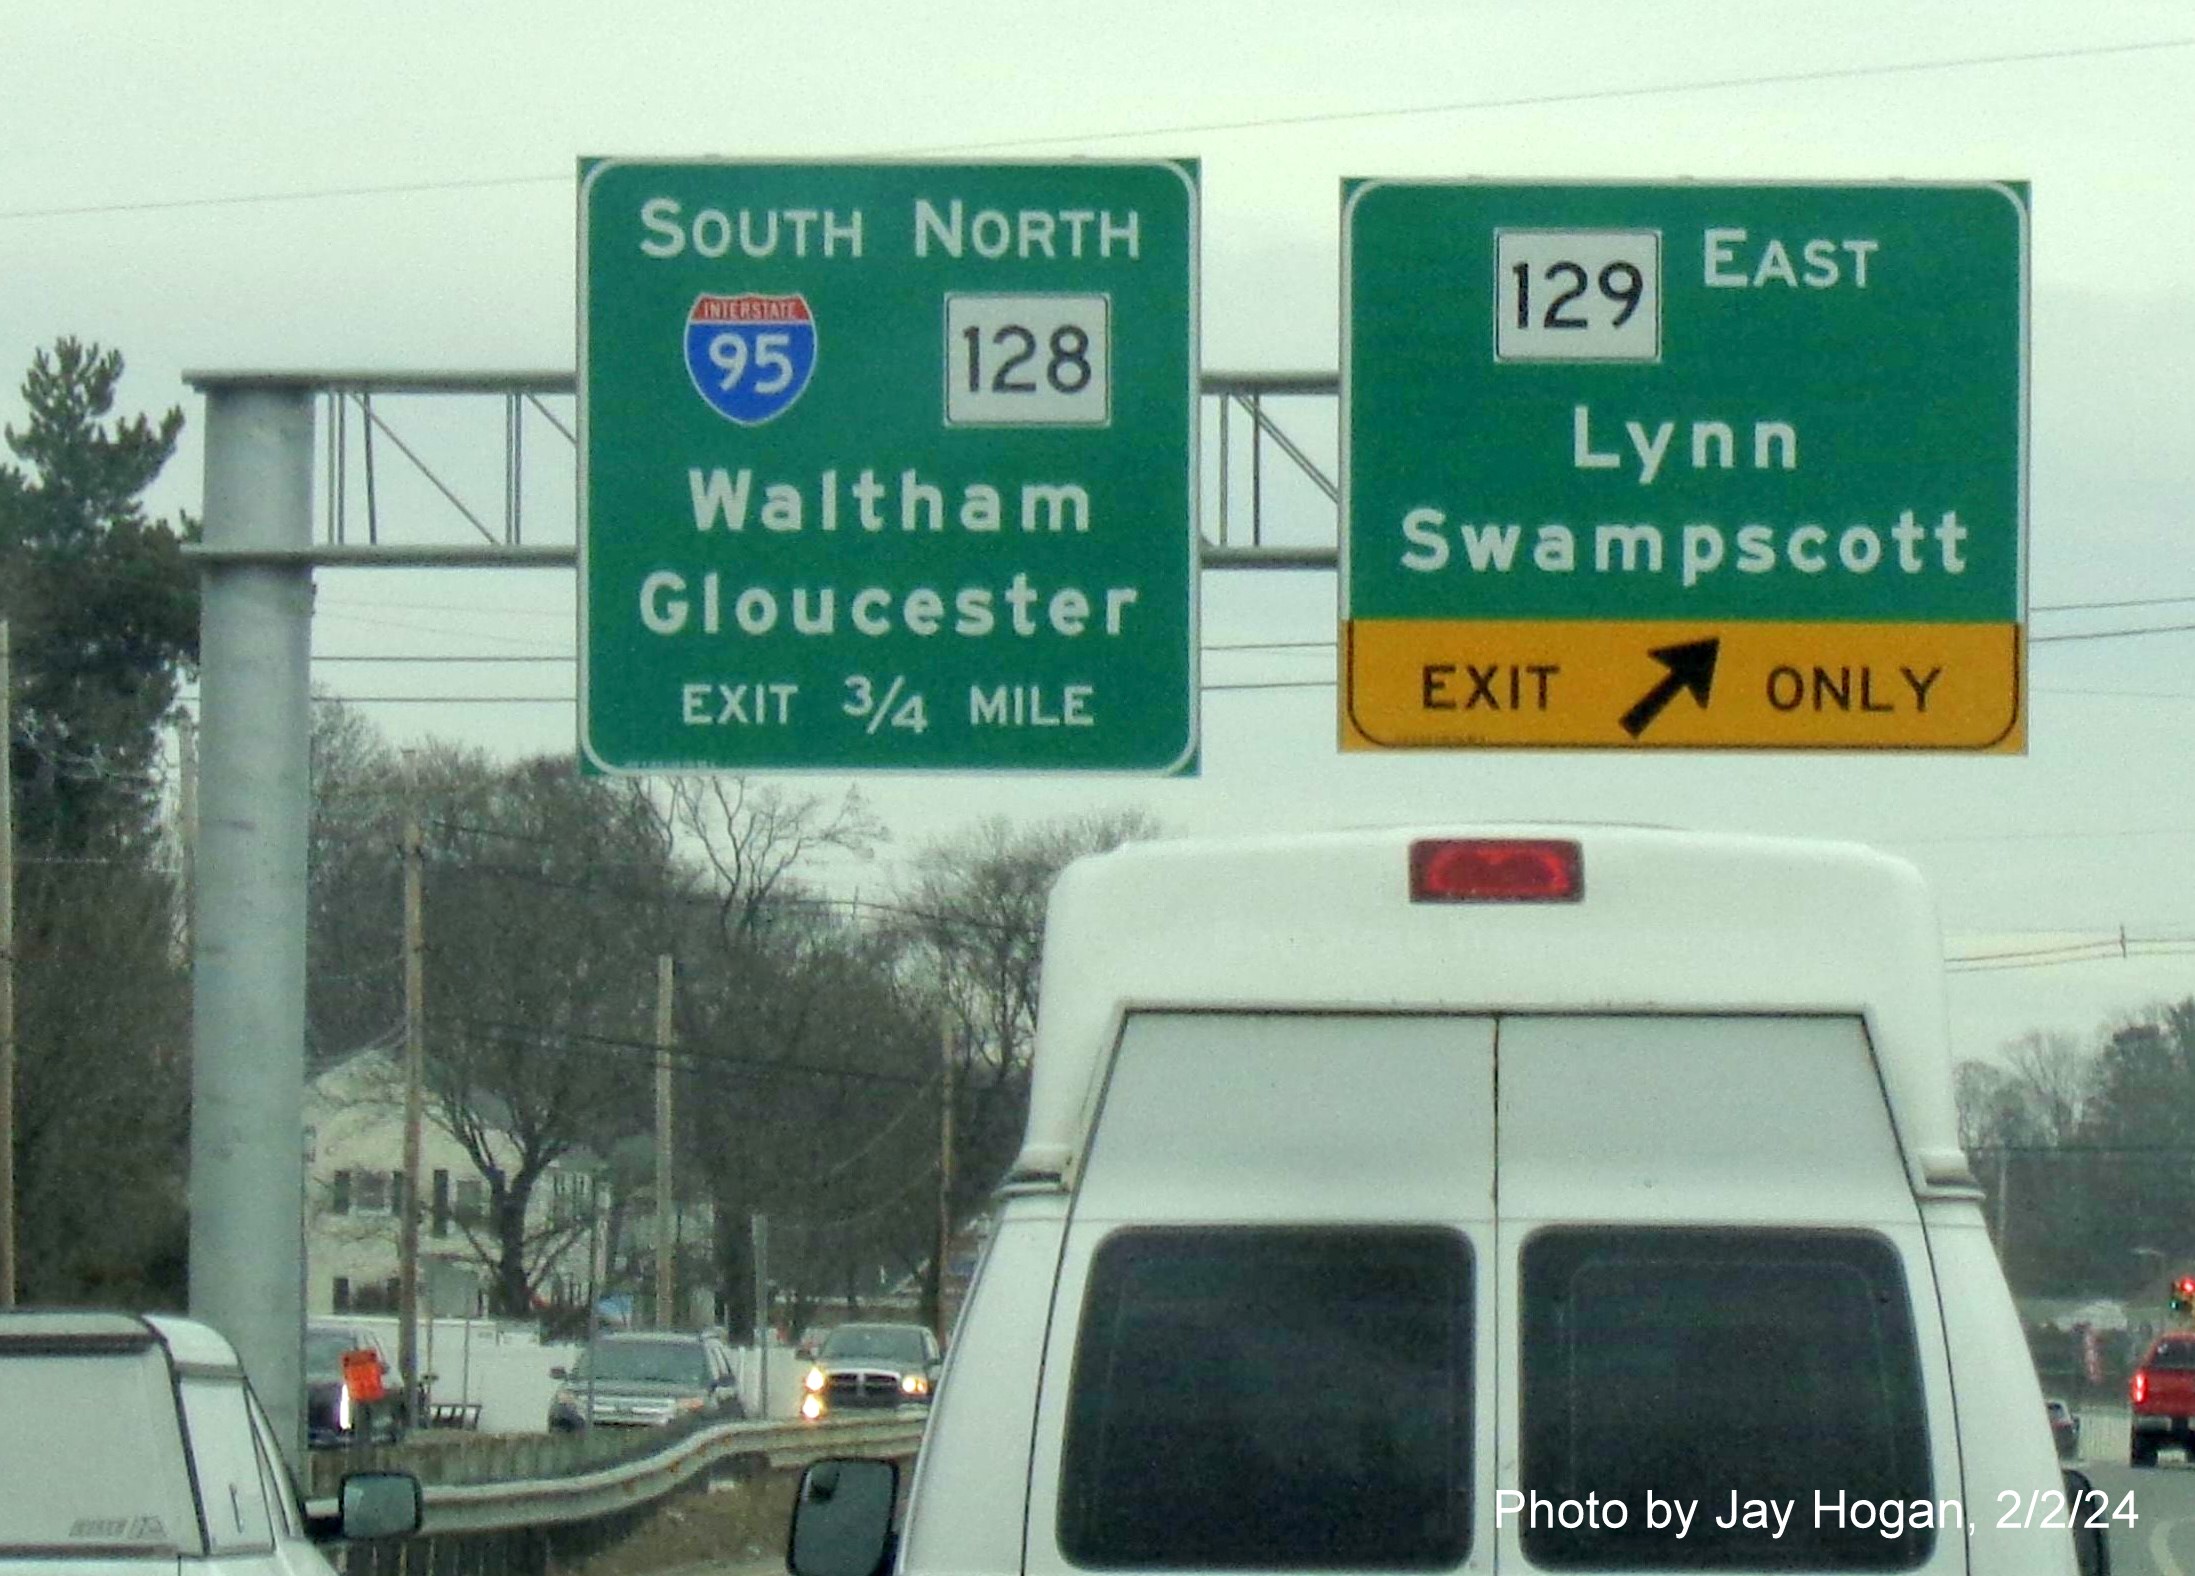 SOUTH NORTH
INTERSTATE
95
128
Waltham
Gloucester
EXIT 3/4 MILE
129 EAST
Lynn
Swampscott
EXIT ONLY
Photo by Jay Hogan, 2/2/24